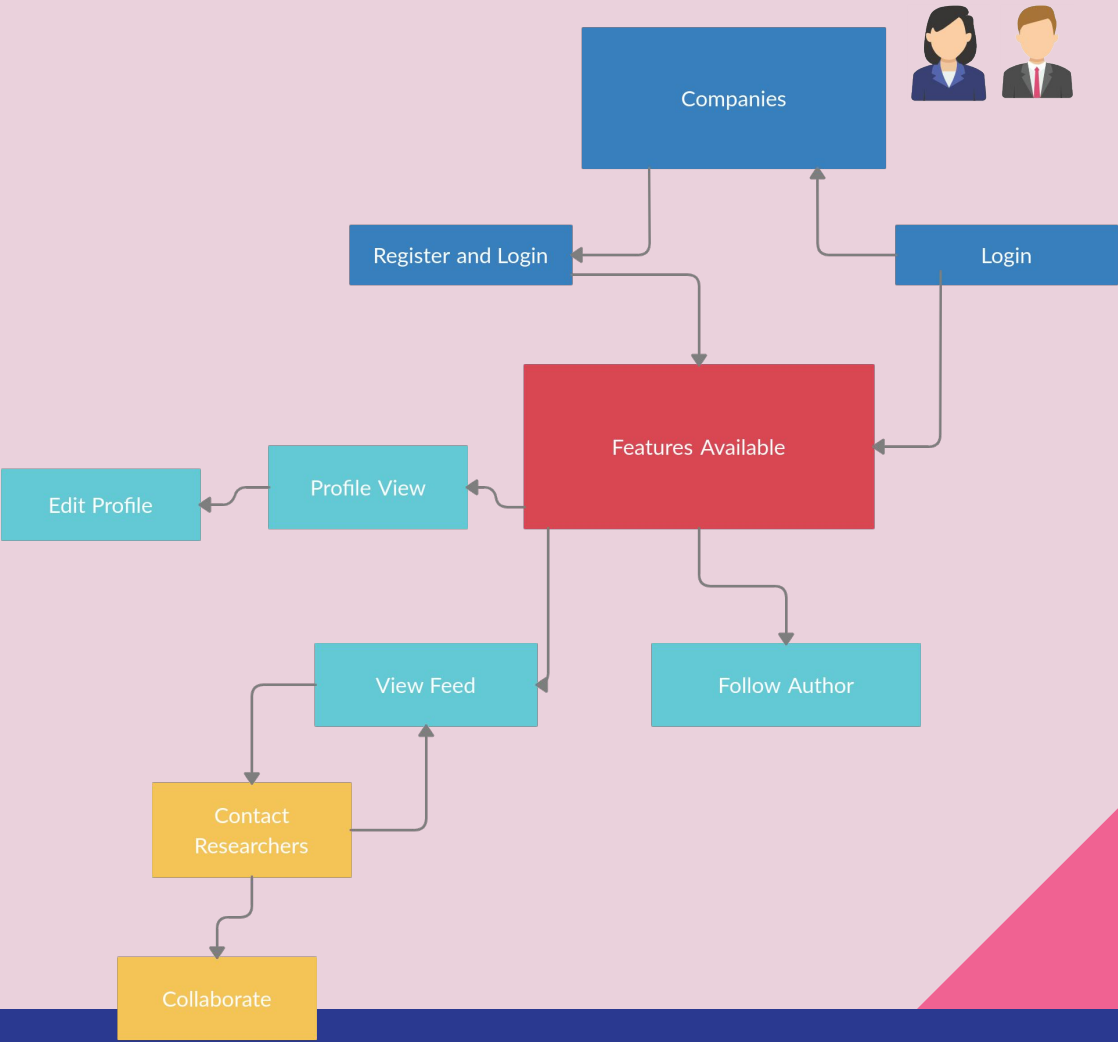 Companies
Register and Login
Login
Features Available
Profile View
Edit Profile
View Feed
Follow Author
Contact
Researchers
Collaborate